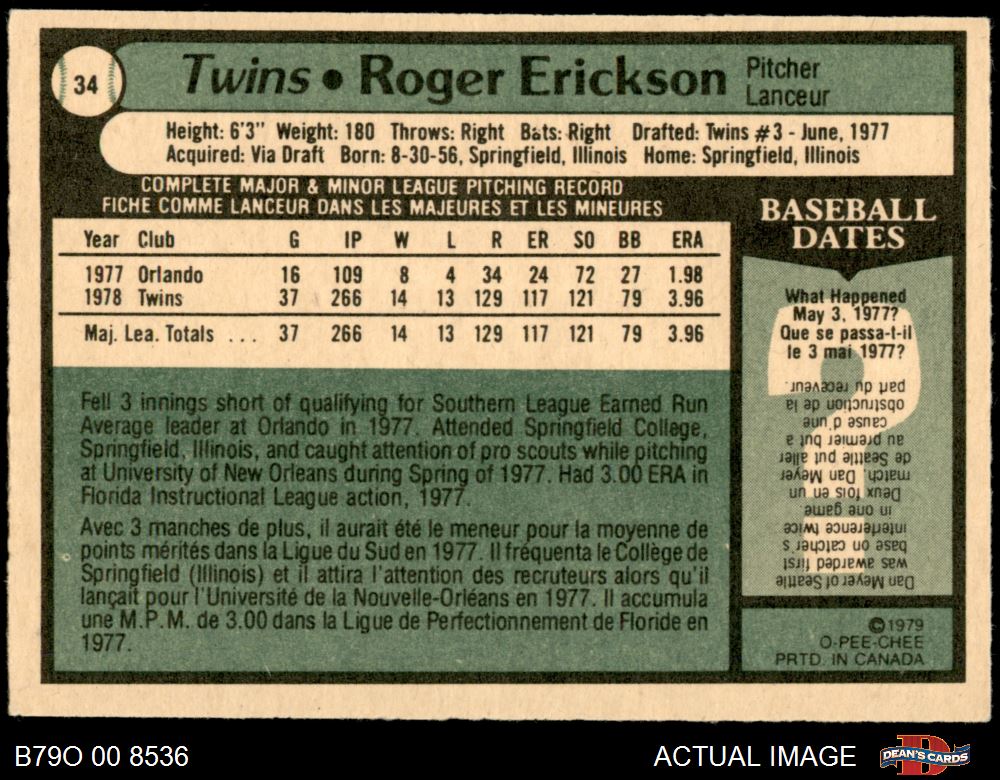 34
Twins • Roger Erickson
Pitcher
Lanceur
Height: 6'3" Weight: 180 Throws: Right Bats: Right Drafted: Twins #3 - June, 1977
Acquired: Via Draft Born: 8-30-56, Springfield, Illinois Home: Springfield, Illinois
COMPLETE MAJOR & MINOR LEAGUE PITCHING RECORD
FICHE COMME LANCEUR DANS LES MAJEURES ET LES MINEURES
Year Club G IP W L R ER SO BB ERA
1977 Orlando 16 109 8 4 34 24 72 27 1.98
1978 Twins 37 266 14 13 129 117 121 79 3.96
Maj. Lea. Totals ... 37 266 14 13 129 117 121 79 3.96
Fell 3 innings short of qualifying for Southern League Earned Run
Average leader at Orlando in 1977. Attended Springfield College,
Springfield, Illinois, and caught attention of pro scouts while pitching
at University of New Orleans during Spring of 1977. Had 3.00 ERA in
Florida Instructional League action, 1977.
Avec 3 manches de plus, il aurait été le meneur pour la moyenne de
points mérités dans la Ligue du Sud en 1977. Il fréquenta le Collège de
Springfield (Illinois) et il attira l'attention des recruteurs alors qu'il
lançait pour l'Université de la Nouvelle-Orléans en 1977. Il accumula
une M.P.M. de 3.00 dans la Ligue de Perfectionnement de Floride en
1977.
BASEBALL
DATES
What Happened
May 3, 1977?
Que se passa-t-il
le 3 mai 1977?
Dan Meyer of Seattle
was awarded first
base on catcher's
interference twice
in one game
Deux fois en un
match Dan Meyer
de Seattle put aller
au premier but à
cause d'une
obstruction de la
part du receveur.
©1979
O-PEE-CHEE
PRTD. IN CANADA
B79O 00 8536
ACTUAL IMAGE
DEAN'S CARDS